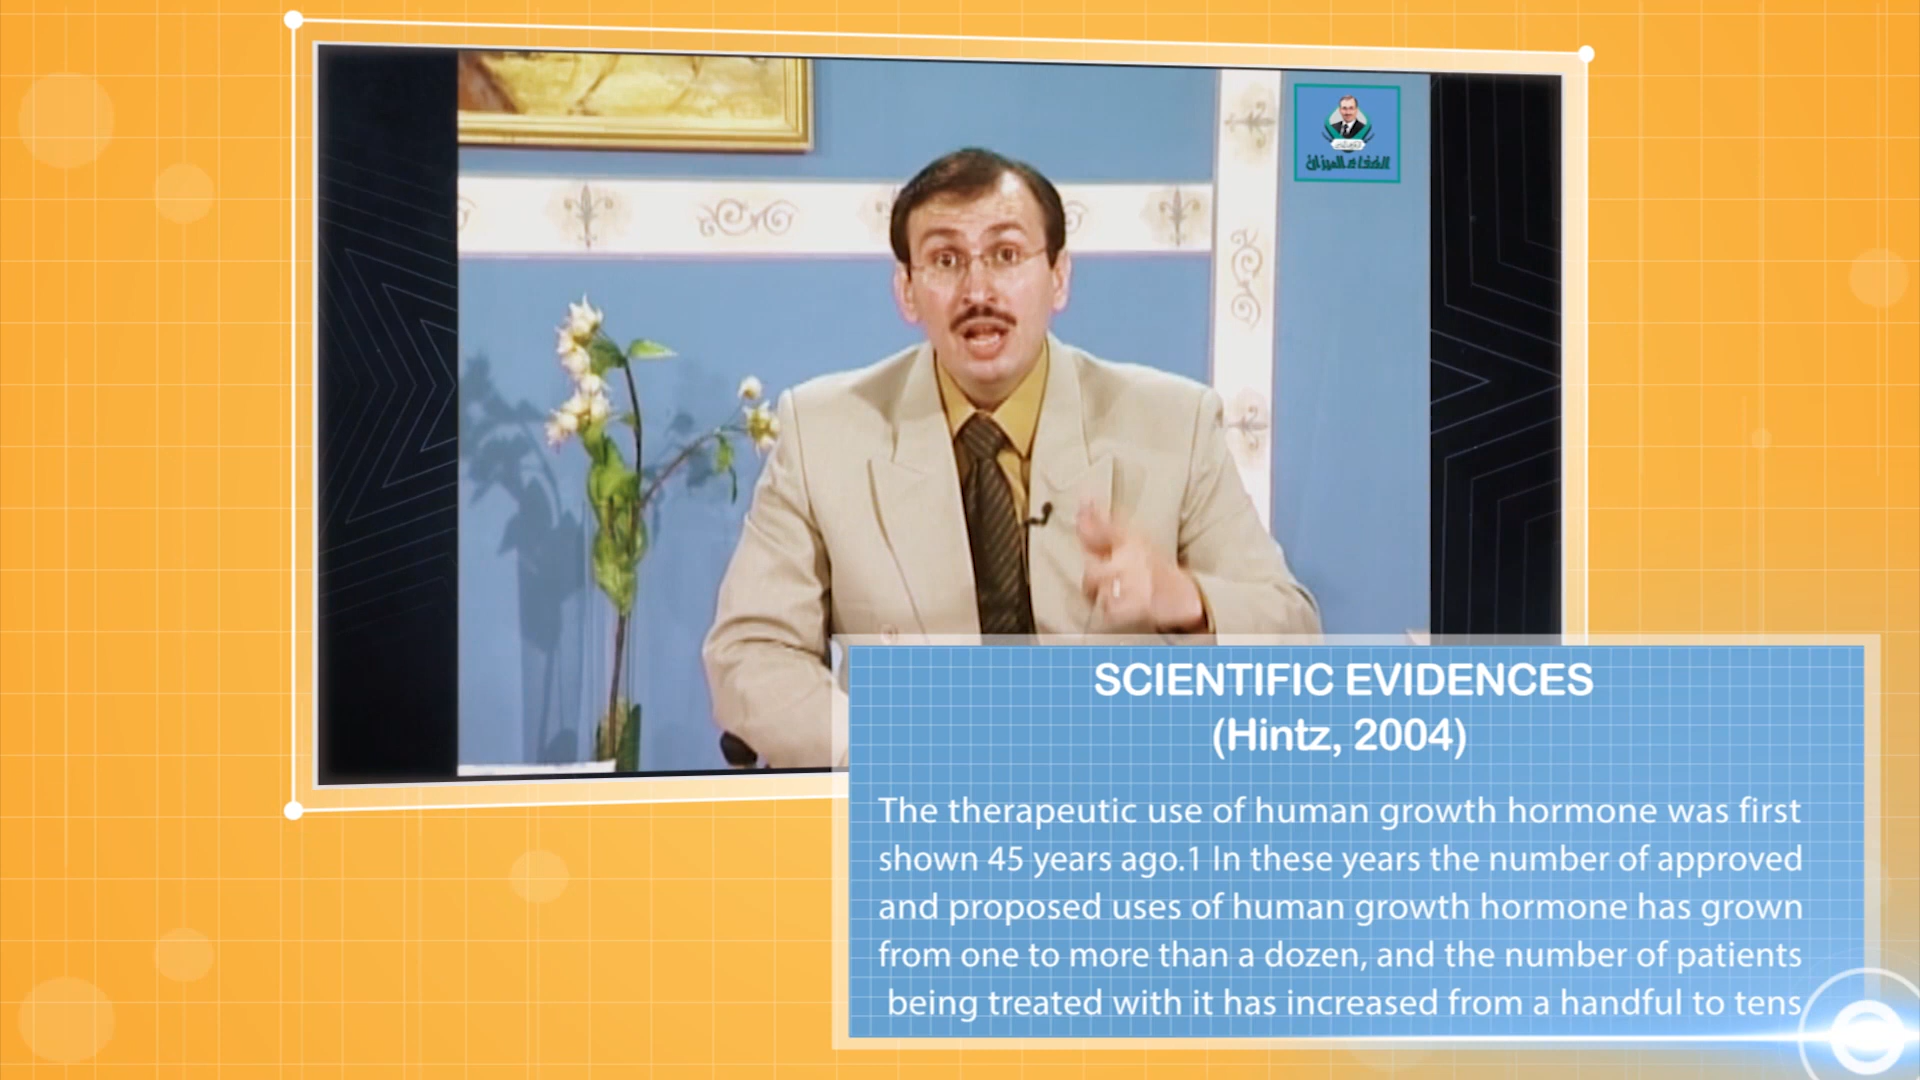 الغذاء الميزان
SCIENTIFIC EVIDENCES
(Hintz, 2004)
The therapeutic use of human growth hormone was first
shown 45 years ago.1 In these years the number of approved
and proposed uses of human growth hormone has grown
from one to more than a dozen, and the number of patients
being treated with it has increased from a handful to tens